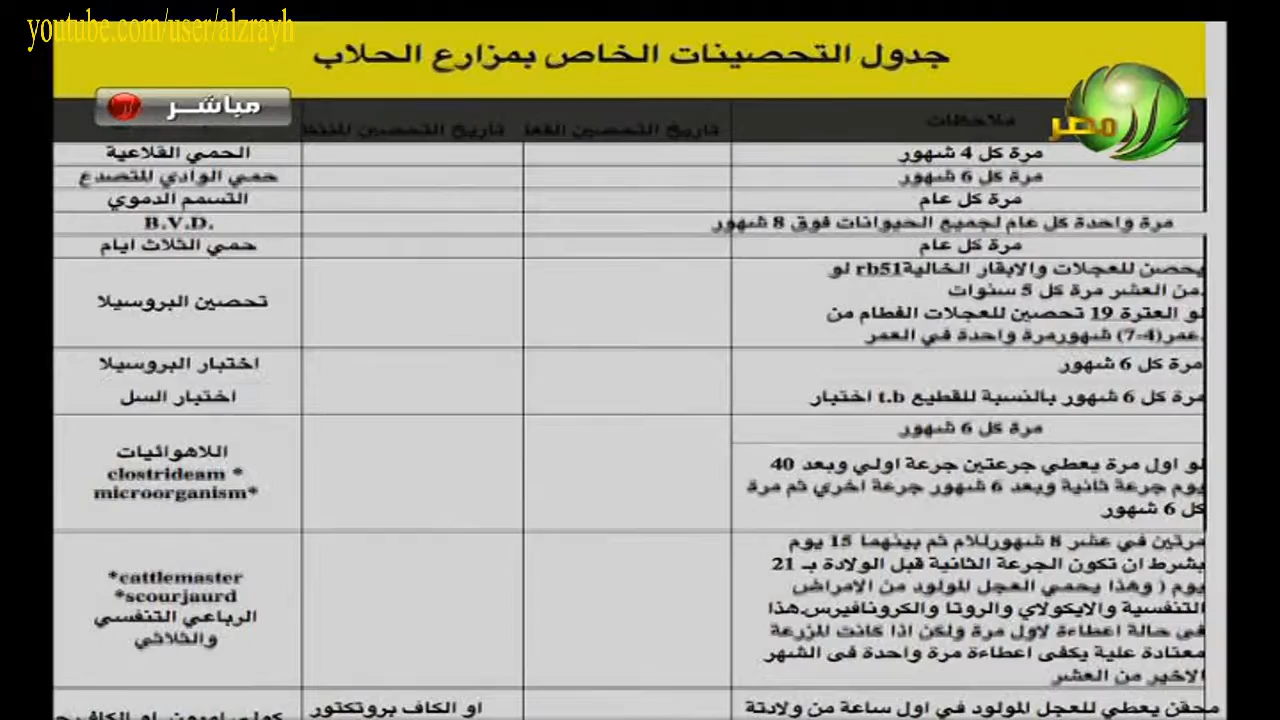 youtube.com/user/alzrayh
جدول التحصينات الخاص بمزارع الحلاب
مباشر
مصر
ملاحظات
تاريخ التحصين الفعا
تاريخ التحصين المنتظ
مرة كل 4 شهور
الحمي القلاعية
مرة كل 6 شهور
حمي الوادي المتصدع
مرة كل عام
التسمم الدموي
مرة واحدة كل عام لجميع الحيوانات فوق 8 شهور
B.V.D.
مرة كل عام
حمي الثلاث ايام
يحصن للعجلات والابقار الخاليةrb51 لو
.من العشر مرة كل 5 سنوات
لو العترة 19 تحصين للعجلات الفطام من
.عمر(4-7) شهورمرة واحدة في العمر
تحصين البروسيلا
مرة كل 6 شهور
اختبار البروسيلا
مرة كل 6 شهور بالنسبة للقطيع t.b اختبار
اختبار السل
مرة كل 6 شهور
لو اول مرة يعطي جرعتين جرعة اولي وبعد 40
يوم جرعة ثانية وبعد 6 شهور جرعة اخري ثم مرة
كل 6 شهور
اللاهوائيات
clostrideam *
microorganism*
مرتين في عشر 8 شهورللام ثم بينهما 15 يوم
بشرط ان تكون الجرعة الثانية قبل الولادة بـ 21
يوم ( وهذا يحمي العجل المولود من الامراض
التنفسية والايكولاي والروتا والكرونافيرس.هذا
فى حالة اعطاءة لاول مرة ولكن اذا كانت المزرعة
معتادة علية يكفى اعطاءة مرة واحدة فى الشهر
الاخير من العشر
*cattlemaster
*scourjaurd
الرباعي التنفسي
والثلاثي
محقن يعطي للعجل المولود في اول ساعة من ولادتة
او الكاف بروتكتور